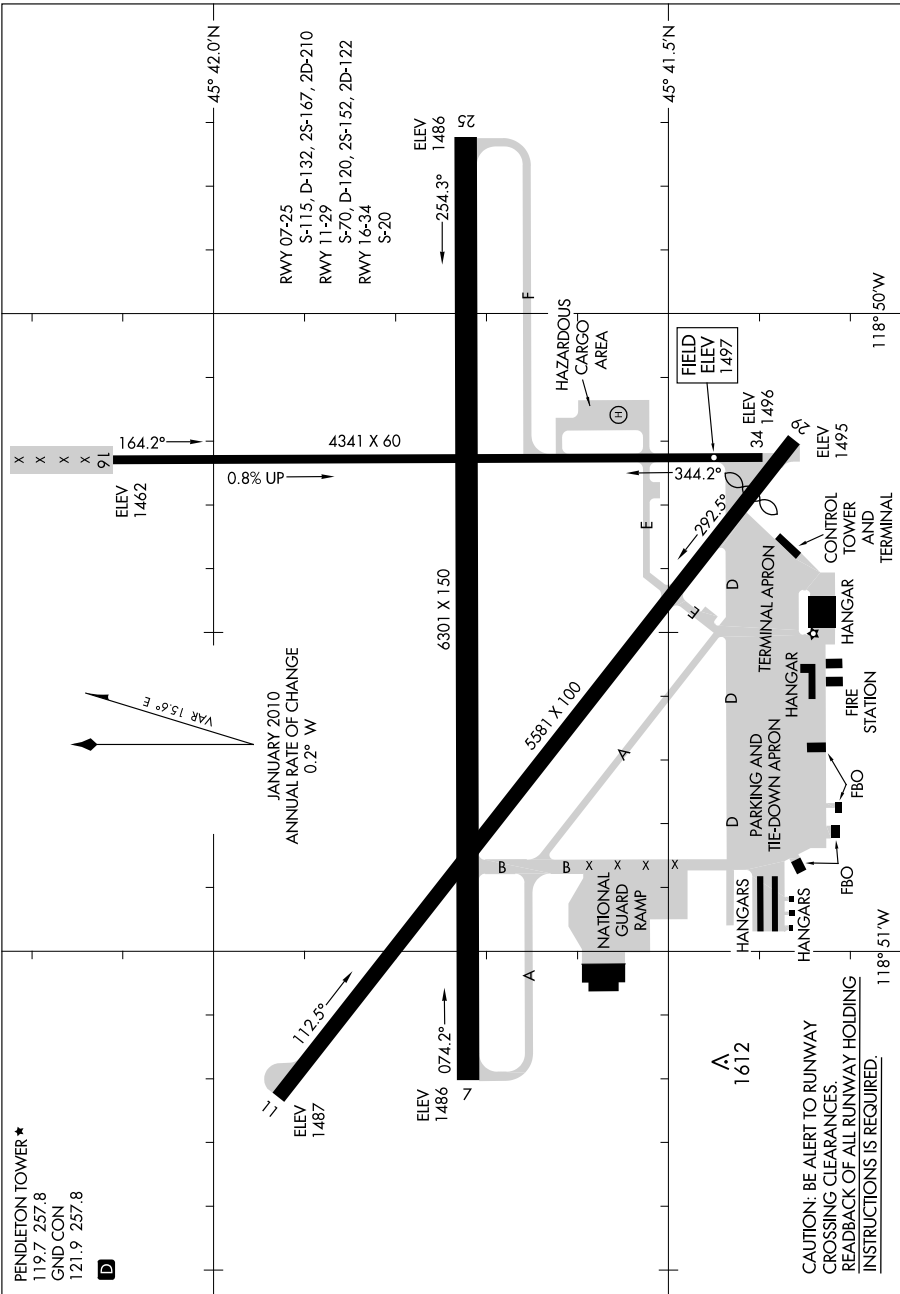 PENDLETON TOWER★
119.7 257.8
GND CON
121.9 257.8
D
VAR 15.6° E
JANUARY 2010
ANNUAL RATE OF CHANGE
0.2° W
X
X
X
X
16
164.2°
ELEV
1462
0.8% UP
4341 X 60
45° 42.0'N
RWY 07-25
S-115, D-132, 2S-167, 2D-210
RWY 11-29
S-70, D-120, 2S-152, 2D-122
RWY 16-34
S-20
11
ELEV
1487
112.5°
ELEV
1486
7
074.2°
6301 X 150
254.3°
ELEV
1486
25
5581 X 100
A
B
B
X
X
X
X
A
NATIONAL
GUARD
RAMP
E
E
F
HAZARDOUS
CARGO
AREA
H
45° 41.5'N
FIELD
ELEV
1497
344.2°
34
ELEV
1496
29
ELEV
1495
292.5°
D
D
D
TERMINAL APRON
PARKING AND
TIE-DOWN APRON
CONTROL
TOWER
AND
TERMINAL
HANGAR
HANGAR
FIRE
STATION
FBO
FBO
HANGARS
HANGARS
1612
118° 51'W
118° 50'W
CAUTION: BE ALERT TO RUNWAY
CROSSING CLEARANCES.
READBACK OF ALL RUNWAY HOLDING
INSTRUCTIONS IS REQUIRED.